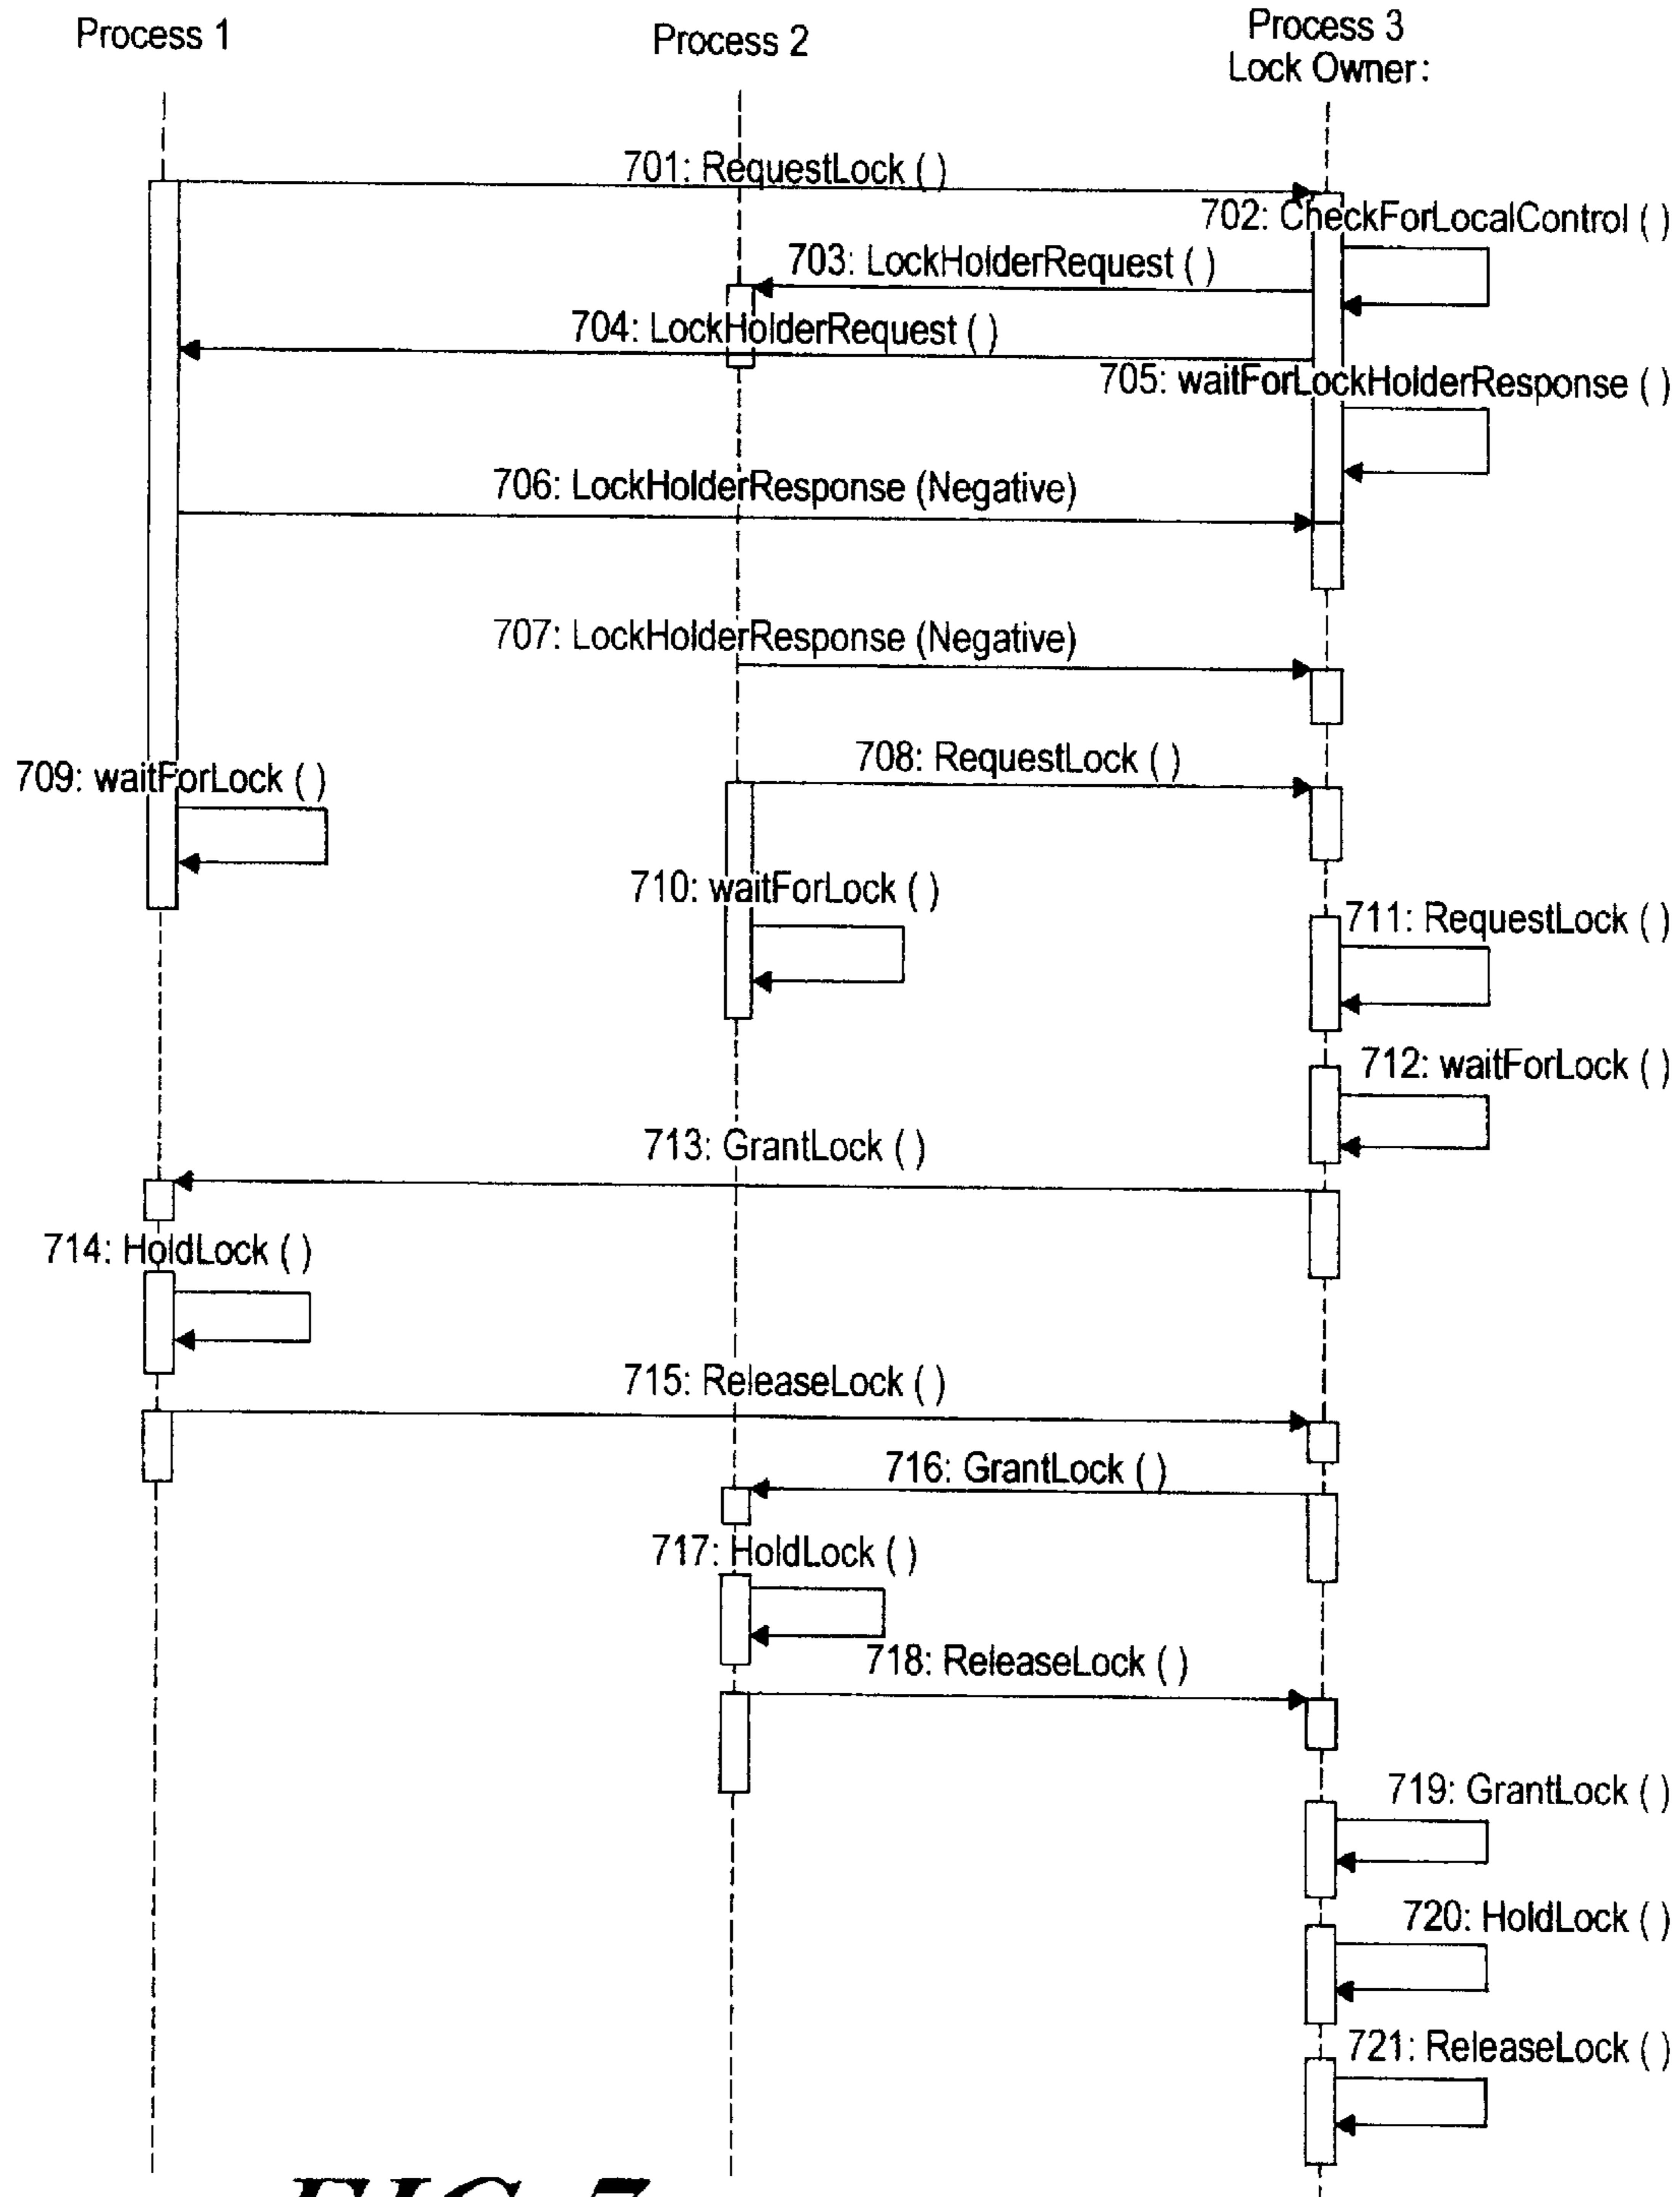 Process 1
Process 2
Process 3
Lock Owner:
701: RequestLock ( )
702: CheckForLocalControl ( )
703: LockHolderRequest ( )
704: LockHolderRequest ( )
705: waitForLockHolderResponse ( )
706: LockHolderResponse (Negative)
707: LockHolderResponse (Negative)
708: RequestLock ( )
709: waitForLock ( )
710: waitForLock ( )
711: RequestLock ( )
712: waitForLock ( )
713: GrantLock ( )
714: HoldLock ( )
715: ReleaseLock ( )
716: GrantLock ( )
717: HoldLock ( )
718: ReleaseLock ( )
719: GrantLock ( )
720: HoldLock ( )
721: ReleaseLock ( )
FIG. 7